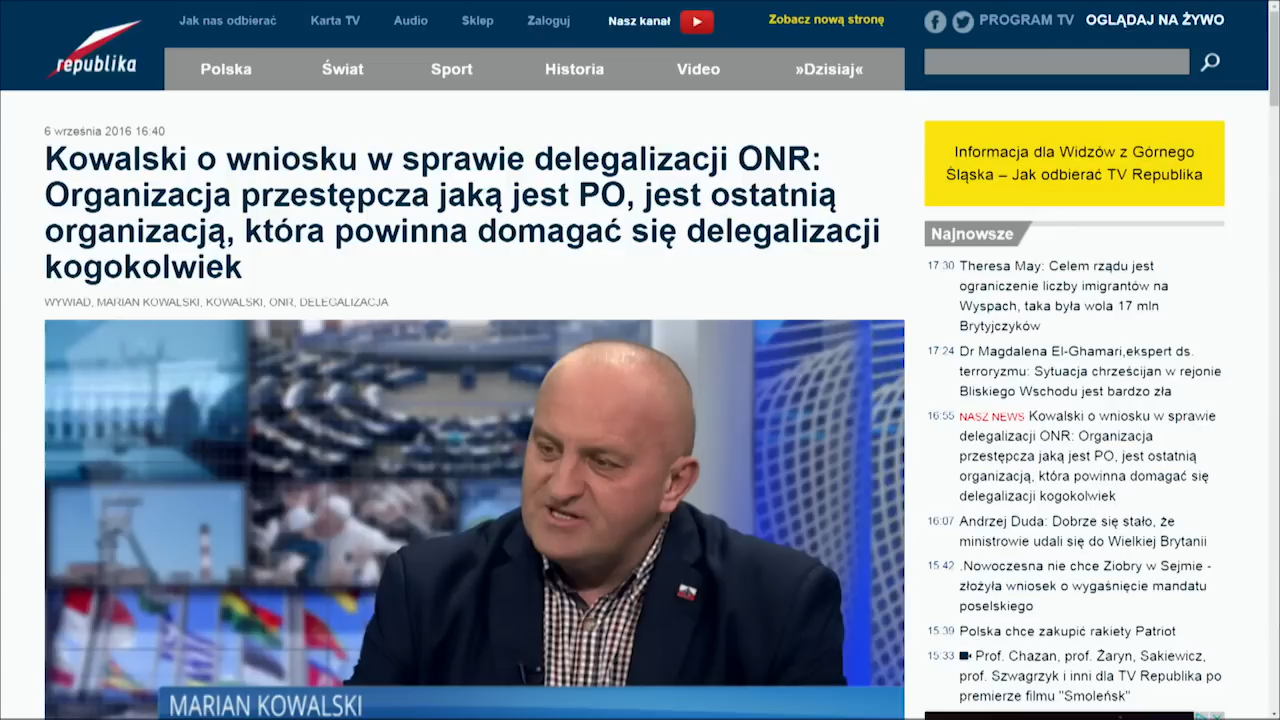 Jak nas odbierać
Karta TV
Audio
Sklep
Zaloguj
Nasz kanał
Zobacz nową stronę
PROGRAM TV
OGLĄDAJ NA ŻYWO
republika
Polska
Świat
Sport
Historia
Video
»Dzisiaj«
6 września 2016 16:40
Kowalski o wniosku w sprawie delegalizacji ONR:
Organizacja przestępcza jaką jest PO, jest ostatnią
organizacją, która powinna domagać się delegalizacji
kogokolwiek
WYWIAD, MARIAN KOWALSKI, KOWALSKI, ONR, DELEGALIZACJA
MARIAN KOWALSKI
Informacja dla Widzów z Górnego
Śląska – Jak odbierać TV Republika
Najnowsze
17:30 Theresa May: Celem rządu jest
ograniczenie liczby imigrantów na
Wyspach, taka była wola 17 mln
Brytyjczyków
17:24 Dr Magdalena El-Ghamari,ekspert ds.
terroryzmu: Sytuacja chrześcijan w rejonie
Bliskiego Wschodu jest bardzo zła
16:55 NASZ NEWS Kowalski o wniosku w sprawie
delegalizacji ONR: Organizacja
przestępcza jaką jest PO, jest ostatnią
organizacją, która powinna domagać się
delegalizacji kogokolwiek
16:07 Andrzej Duda: Dobrze się stało, że
ministrowie udali się do Wielkiej Brytanii
15:42 .Nowoczesna nie chce Ziobry w Sejmie -
złożyła wniosek o wygaśnięcie mandatu
poselskiego
15:39 Polska chce zakupić rakiety Patriot
15:33 Prof. Chazan, prof. Żaryn, Sakiewicz,
prof. Szwagrzyk i inni dla TV Republika po
premierze filmu "Smoleńsk"